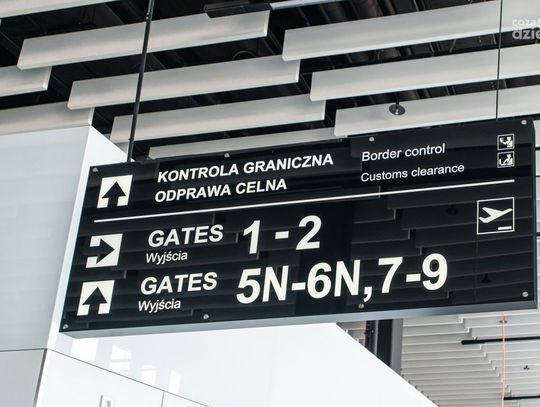 KONTROLA GRANICZNA Border control
ODPRAWA CELNA Customs clearance
GATES 1 - 2
Wyjścia
GATES 5N-6N,7-9
Wyjścia